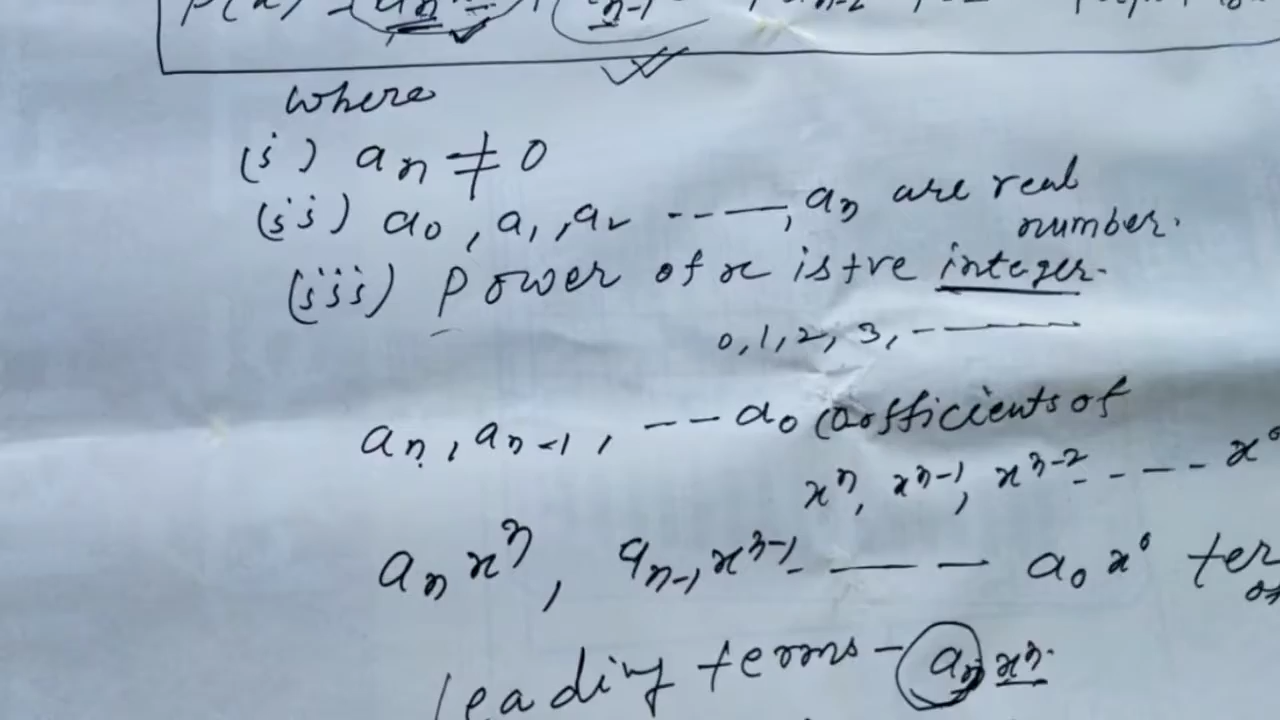 P(x) = aₙ
where
(i) aₙ ≠ 0
(ii) a₀, a₁, a₂ -----, aₙ are real number.
(iii) Power of x is +ve integer.
0, 1, 2, 3, ------
aₙ, aₙ₋₁, --- a₀ coefficients of
xⁿ, xⁿ⁻¹, xⁿ⁻² ---- x⁰
aₙxⁿ, aₙ₋₁xⁿ⁻¹ ---- a₀x⁰
leading terms - aₙxⁿ.